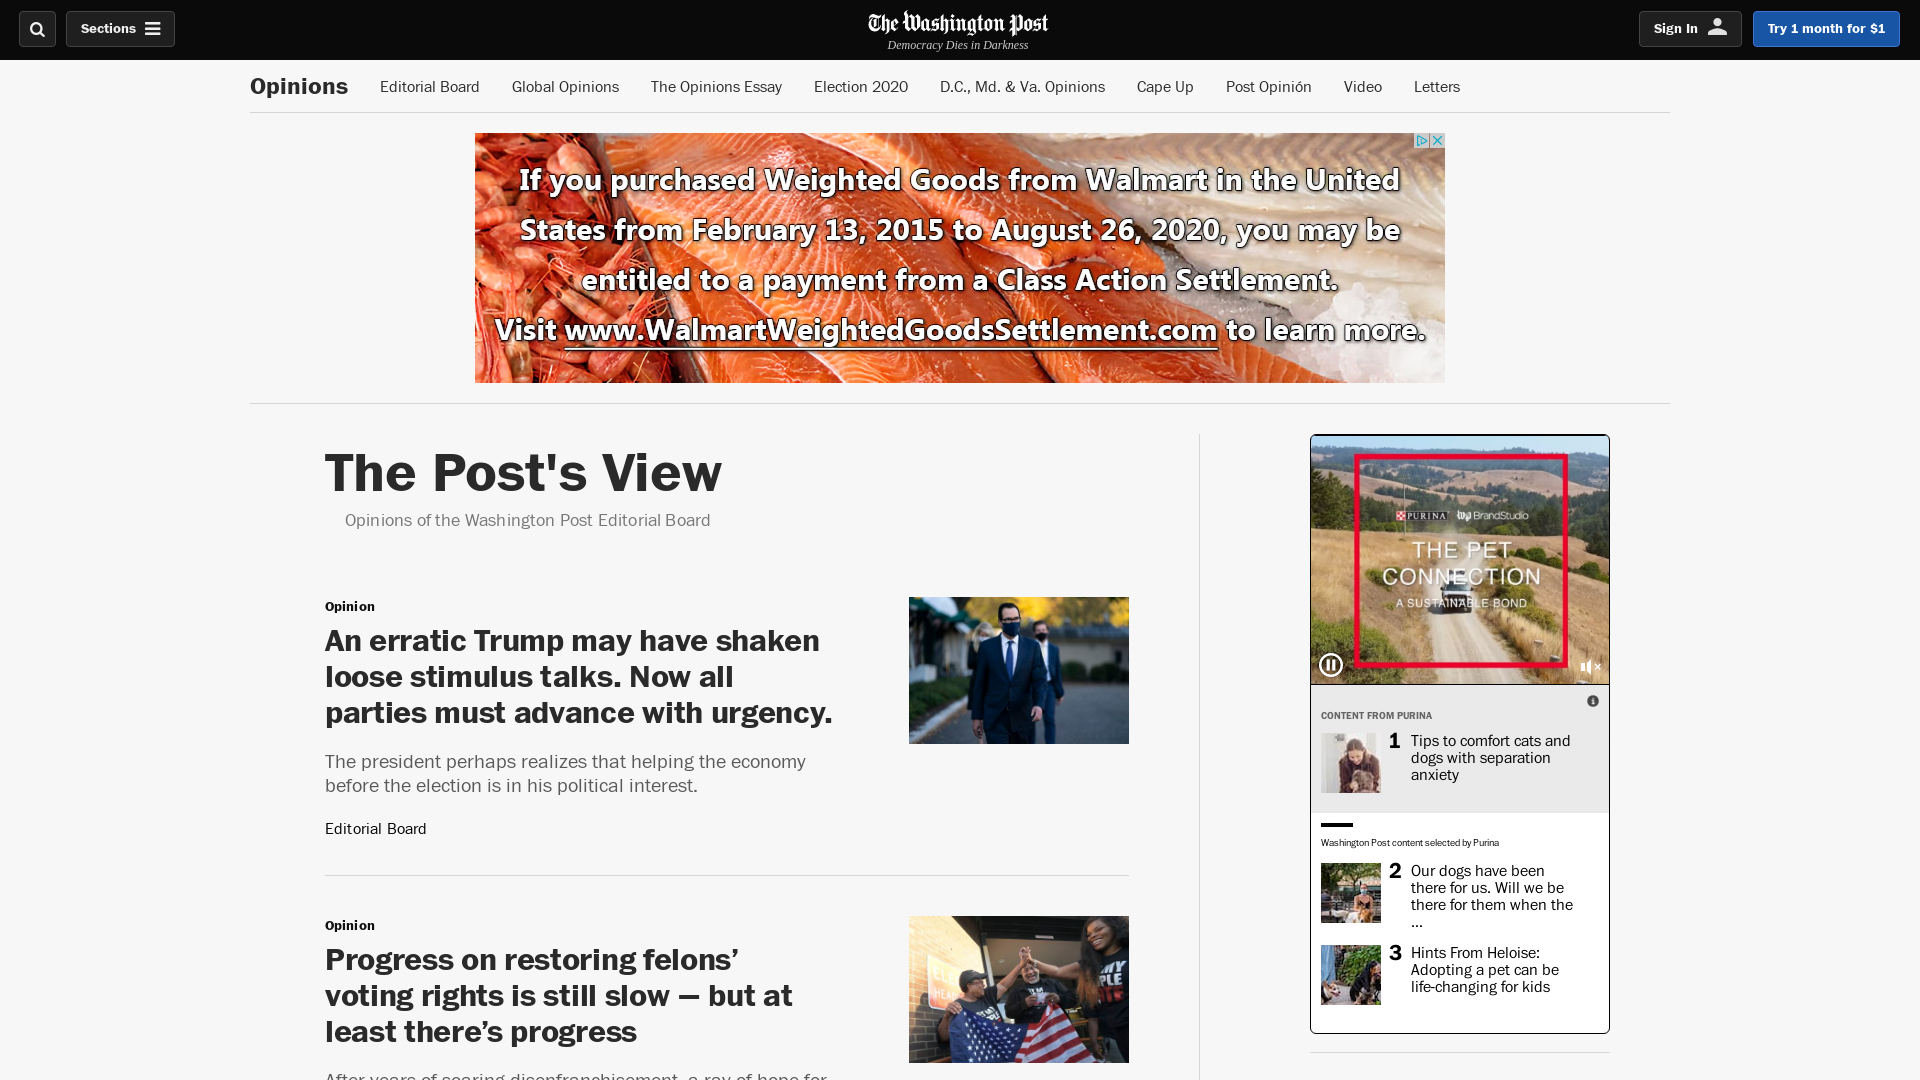 Sections
The Washington Post
Democracy Dies in Darkness
Sign In
Try 1 month for $1
Opinions
Editorial Board
Global Opinions
The Opinions Essay
Election 2020
D.C., Md. & Va. Opinions
Cape Up
Post Opinión
Video
Letters
If you purchased Weighted Goods from Walmart in the United
States from February 13, 2015 to August 26, 2020, you may be
entitled to a payment from a Class Action Settlement.
Visit www.WalmartWeightedGoodsSettlement.com to learn more.
The Post's View
Opinions of the Washington Post Editorial Board
Opinion
An erratic Trump may have shaken
loose stimulus talks. Now all
parties must advance with urgency.
The president perhaps realizes that helping the economy
before the election is in his political interest.
Editorial Board
Opinion
Progress on restoring felons’
voting rights is still slow — but at
least there’s progress
After years of soaring disenfranchisement, a ray of hope for
PURINA wp BrandStudio
THE PET
CONNECTION
A SUSTAINABLE BOND
CONTENT FROM PURINA
1 Tips to comfort cats and
dogs with separation
anxiety
Washington Post content selected by Purina
2 Our dogs have been
there for us. Will we be
there for them when the
...
3 Hints From Heloise:
Adopting a pet can be
life-changing for kids